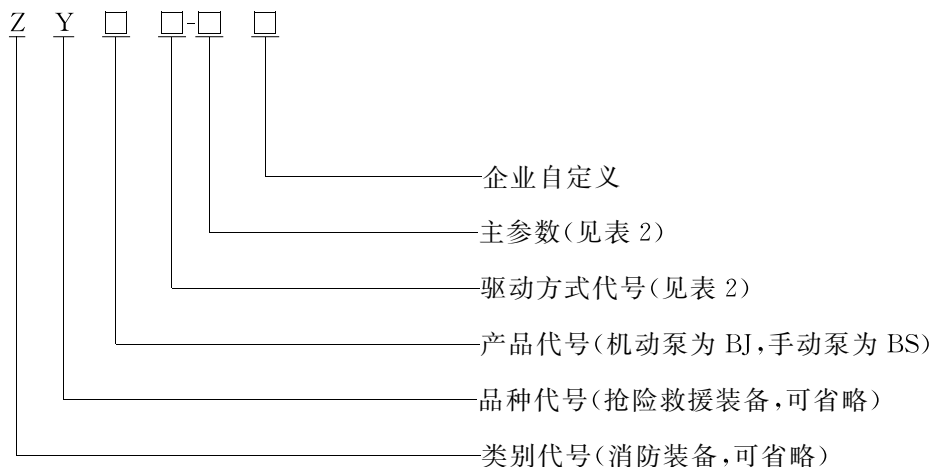 Z Y □ □-□ □
企业自定义
主参数(见表 2)
驱动方式代号(见表 2)
产品代号(机动泵为 BJ,手动泵为 BS)
品种代号(抢险救援装备,可省略)
类别代号(消防装备,可省略)